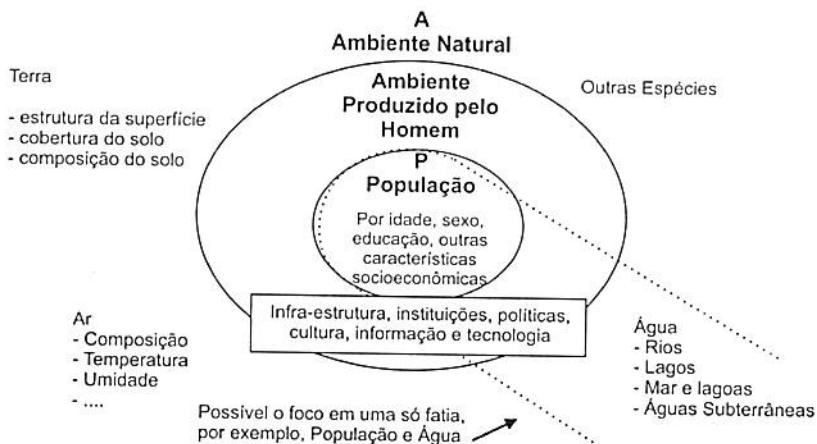 A
Ambiente Natural
Terra
- estrutura da superfície
- cobertura do solo
- composição do solo
Ambiente
Produzido pelo
Homem
Outras Espécies
P
População
Por idade, sexo,
educação, outras
características
socioeconômicas
Infra-estrutura, instituições, políticas,
cultura, informação e tecnologia
Ar
- Composição
- Temperatura
- Umidade
- ....
Água
- Rios
- Lagos
- Mar e lagoas
- Águas Subterrâneas
Possível o foco em uma só fatia,
por exemplo, População e Água